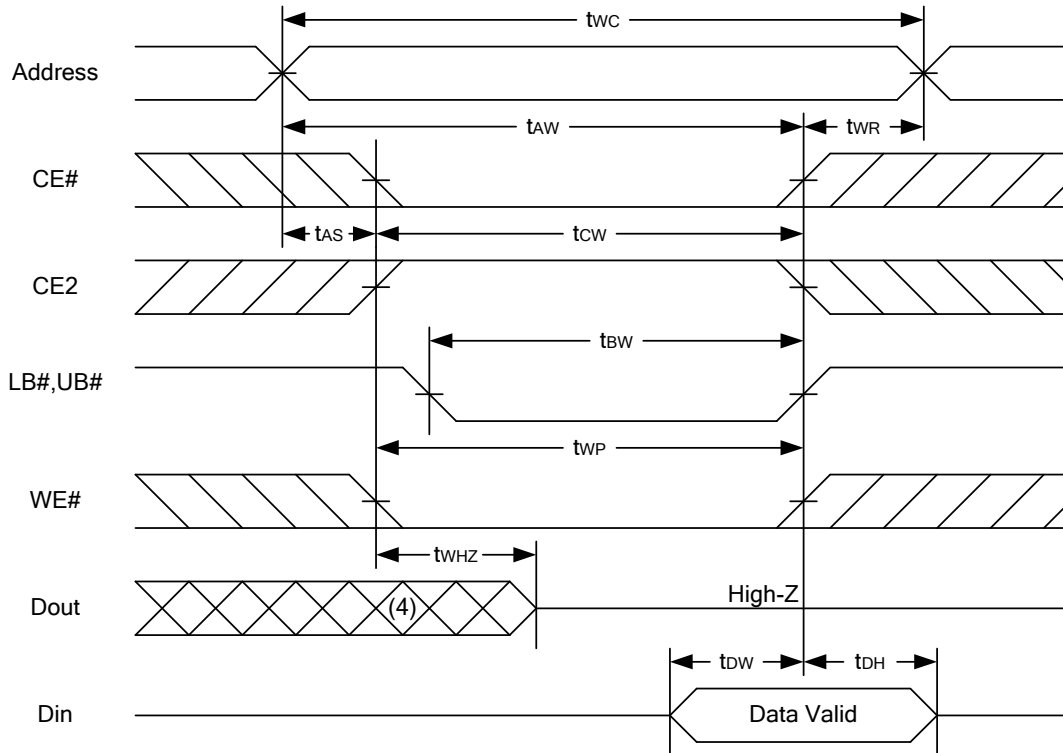 tWC
Address
tAW
tWR
CE#
tAS
tCW
CE2
tBW
LB#,UB#
tWP
WE#
tWHZ
Dout
(4)
High-Z
tDW
tDH
Din
Data Valid